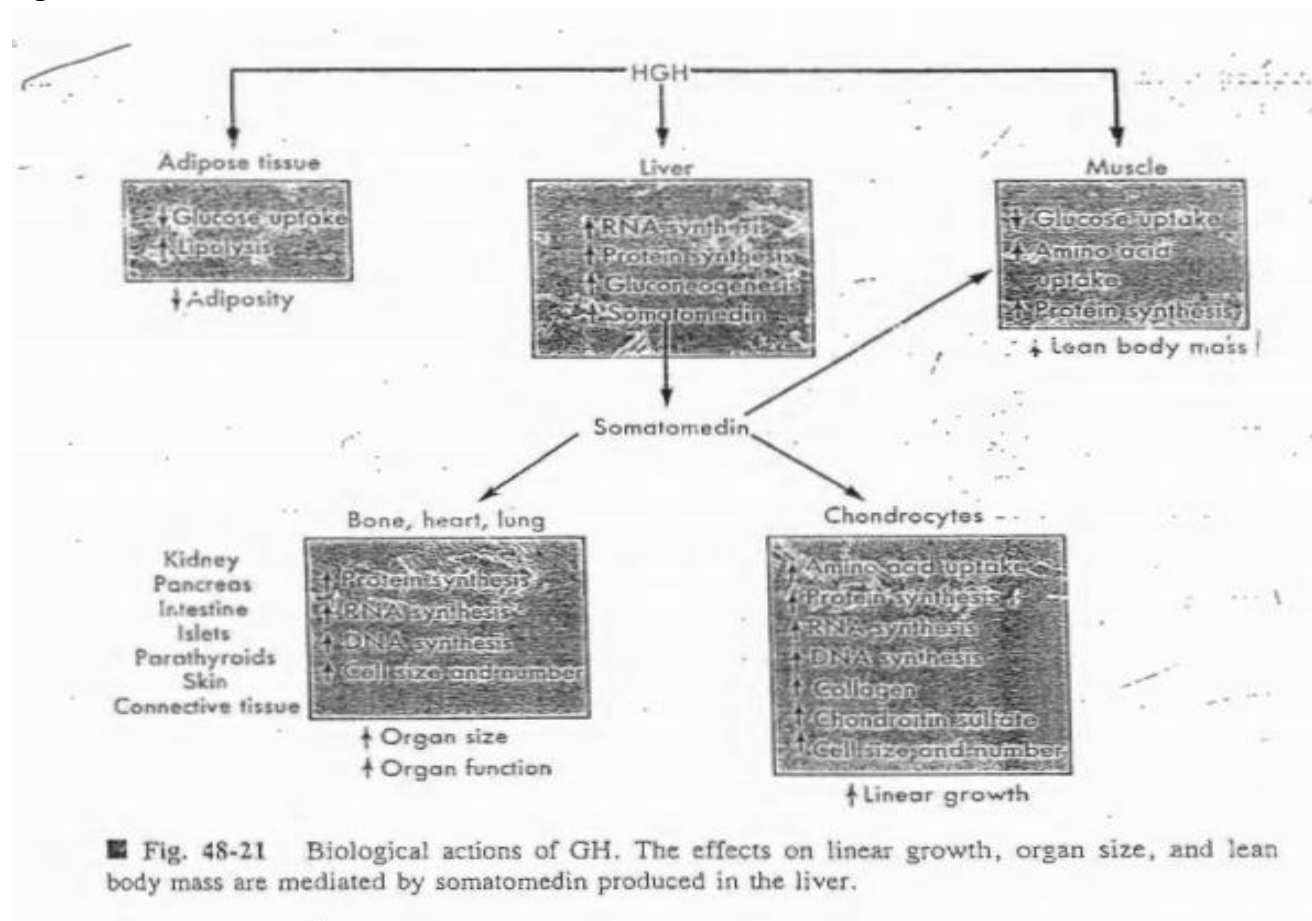 HGH
Adipose tissue
↓ Glucose uptake
↑ Lipolysis
↓ Adiposity
Liver
↑ RNA synthesis
↑ Protein synthesis
↑ Gluconeogenesis
↑ Somatomedin
Muscle
↓ Glucose uptake
↑ Amino acid
uptake
↑ Protein synthesis
Lean body mass
Somatomedin
Bone, heart, lung
Kidney
Pancreas
Intestine
Islets
Parathyroids
Skin
Connective tissue
↑ Protein synthesis
↑ RNA synthesis
↑ DNA synthesis
↑ Cell size and number
↑ Organ size
↑ Organ function
Chondrocytes
↑ Amino acid uptake
↑ Protein synthesis
↑ RNA synthesis
↑ DNA synthesis
↑ Collagen
↑ Chondroitin sulfate
↑ Cell size and number
↑ Linear growth
Fig. 48-21 Biological actions of GH. The effects on linear growth, organ size, and lean
body mass are mediated by somatomedin produced in the liver.